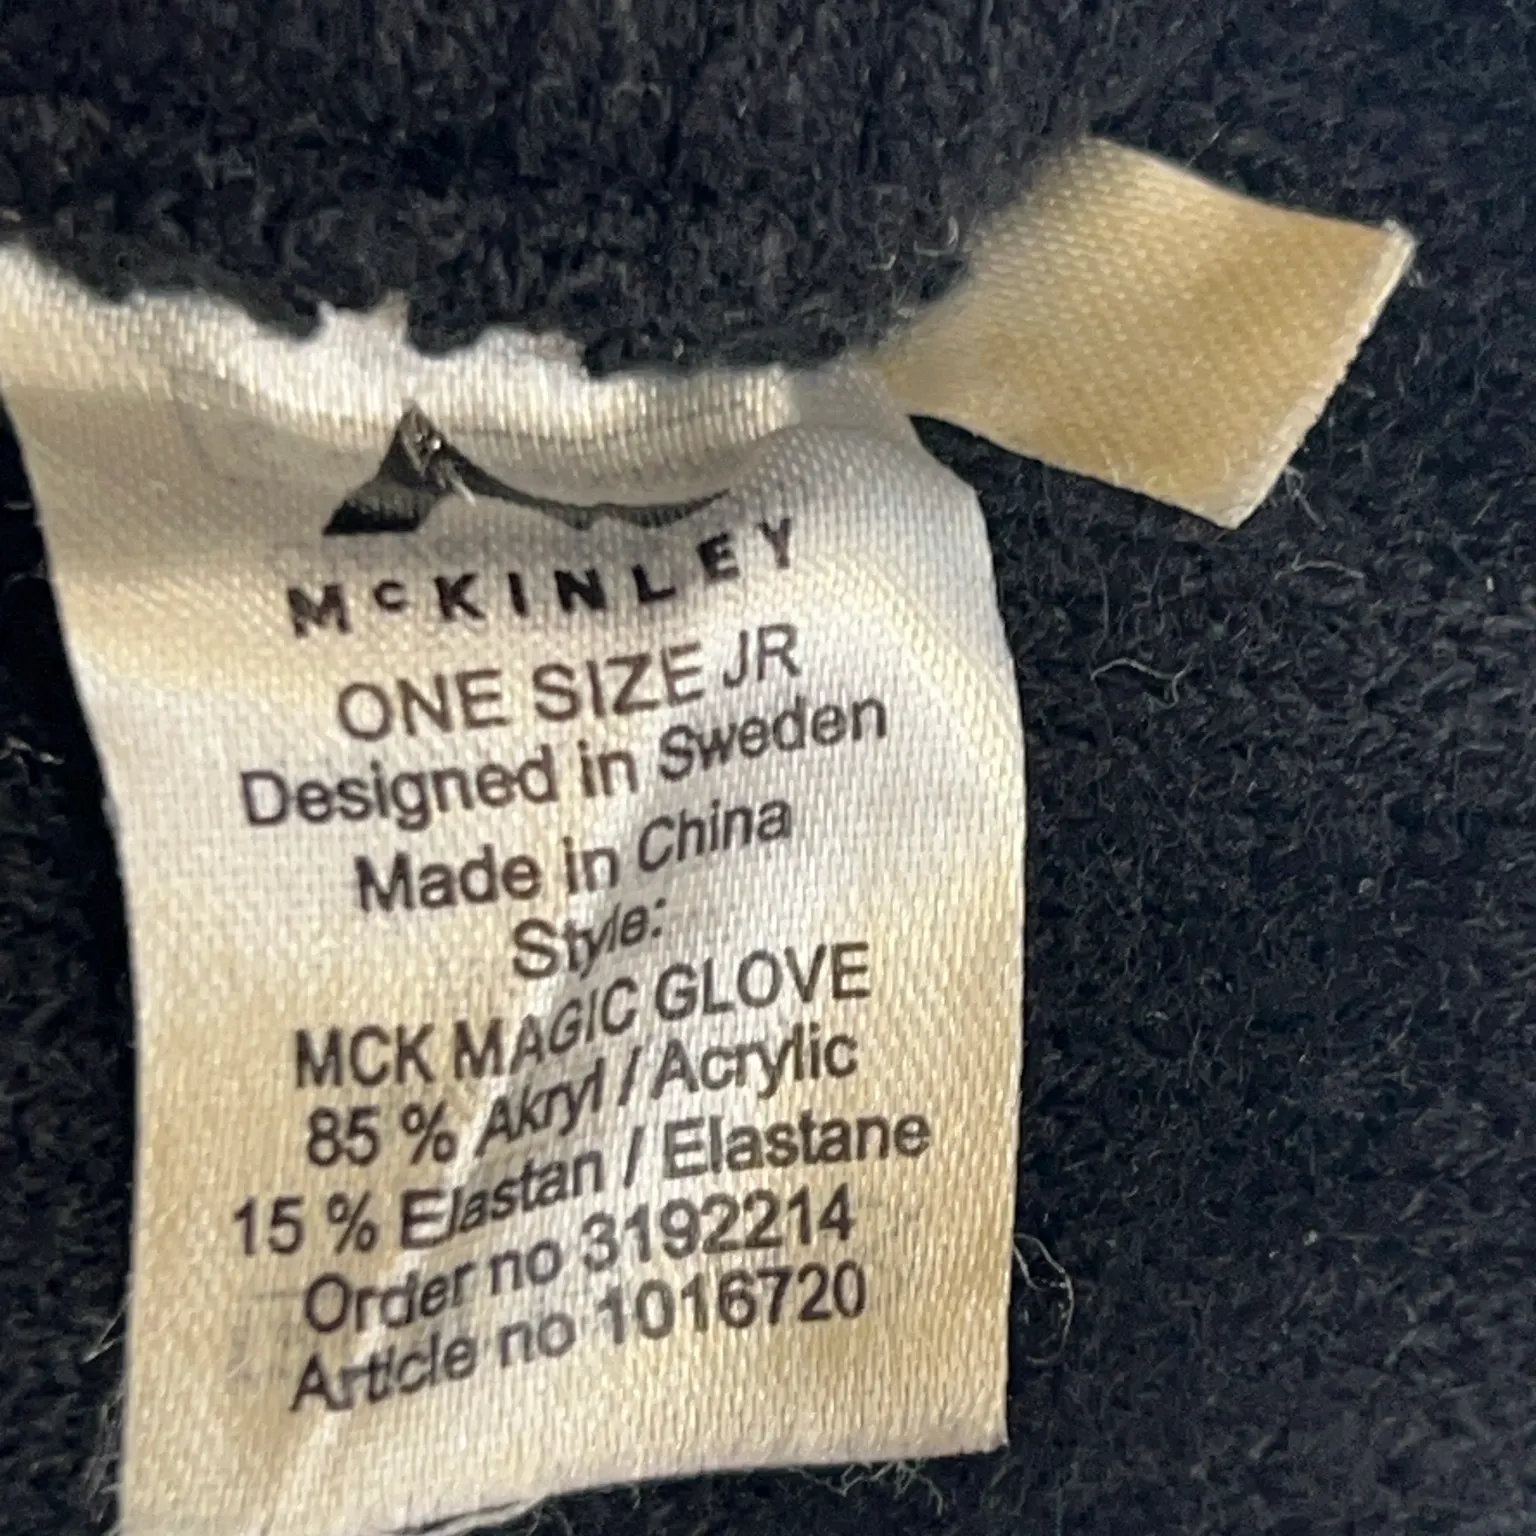 McKINLEY
ONE SIZE JR
Designed in Sweden
Made in China
Style:
MCK MAGIC GLOVE
85 % Akryl / Acrylic
15 % Elastan / Elastane
Order no 3192214
Article no 1016720